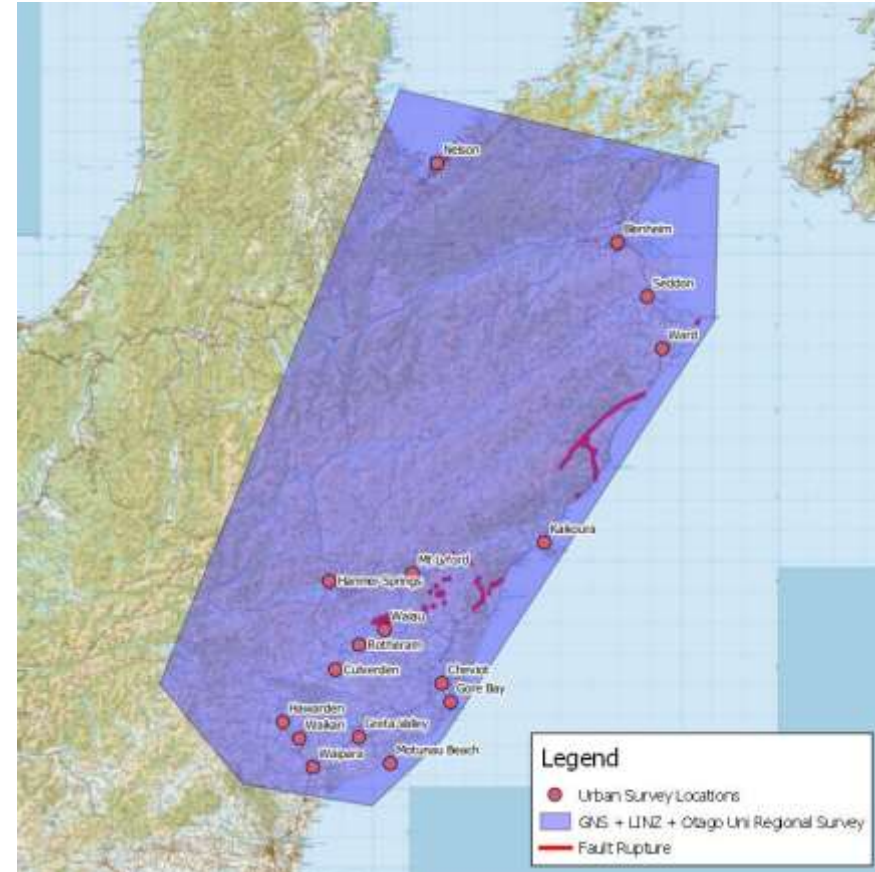 Nelson
Blenheim
Seddon
Ward
Kaikoura
Mt Lyford
Hanmer Springs
Waiau
Rotheram
Culverden
Cheviot
Gore Bay
Hawarden
Waikari
Greta Valley
Waipara
Motunau Beach
Legend
Urban Survey Locations
GNS + LINZ + Otago Uni Regional Survey
Fault Rupture